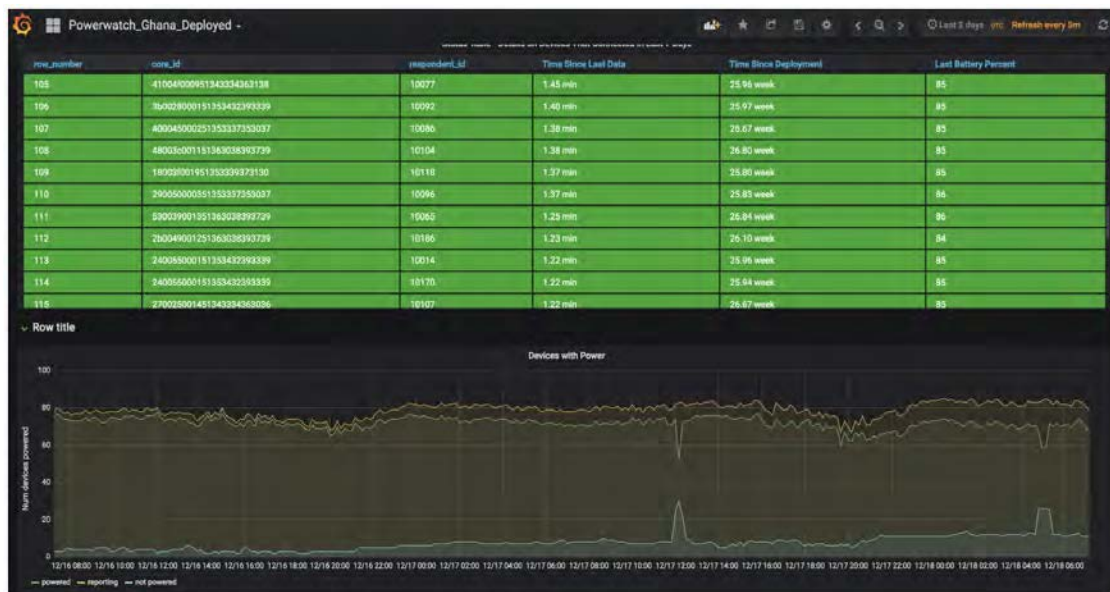 Powerwatch_Ghana_Deployed
Last 2 days UTC Refresh every 5m
row_number core_id respondent_id Time Since Last Data Time Since Deployment Last Battery Percent
105 10077 1.45 min 25.96 week 85
106 3b0028000151353432393339 10092 1.40 min 25.97 week 85
107 400045000251353337353037 10086 1.38 min 26.67 week 85
108 48003c001151363038393739 10104 1.38 min 26.80 week 85
109 18003f001951353339373130 10118 1.37 min 25.80 week 85
110 290050000351353337353037 10096 1.37 min 25.83 week 86
111 530039001351363038393739 10065 1.25 min 26.84 week 86
112 2b0049001251363038393739 10186 1.23 min 26.10 week 84
113 240055000151353432393339 10014 1.22 min 25.96 week 85
114 240055000151353432393339 10170 1.22 min 25.94 week 85
115 270025001451343334363036 10107 1.22 min 26.67 week 85
Row title
Devices with Power
Num devices powered
100
80
60
40
20
0
12/16 08:00 12/16 10:00 12/16 12:00 12/16 14:00 12/16 16:00 12/16 18:00 12/16 20:00 12/16 22:00 12/17 00:00 12/17 02:00 12/17 04:00 12/17 06:00 12/17 08:00 12/17 10:00 12/17 12:00 12/17 14:00 12/17 16:00 12/17 18:00 12/17 20:00 12/17 22:00 12/18 00:00 12/18 02:00 12/18 04:00 12/18 06:00
powered reporting not powered